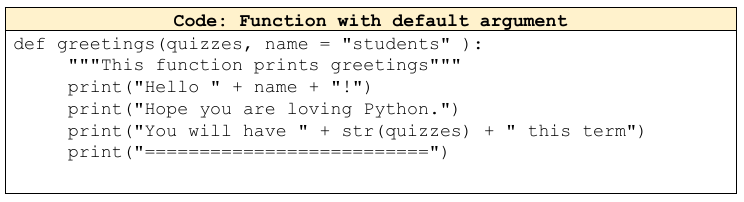 Code: Function with default argument
def greetings(quizzes, name = "students" ):
"""This function prints greetings"""
print("Hello " + name + "!")
print("Hope you are loving Python.")
print("You will have " + str(quizzes) + " this term")
print("==========================")